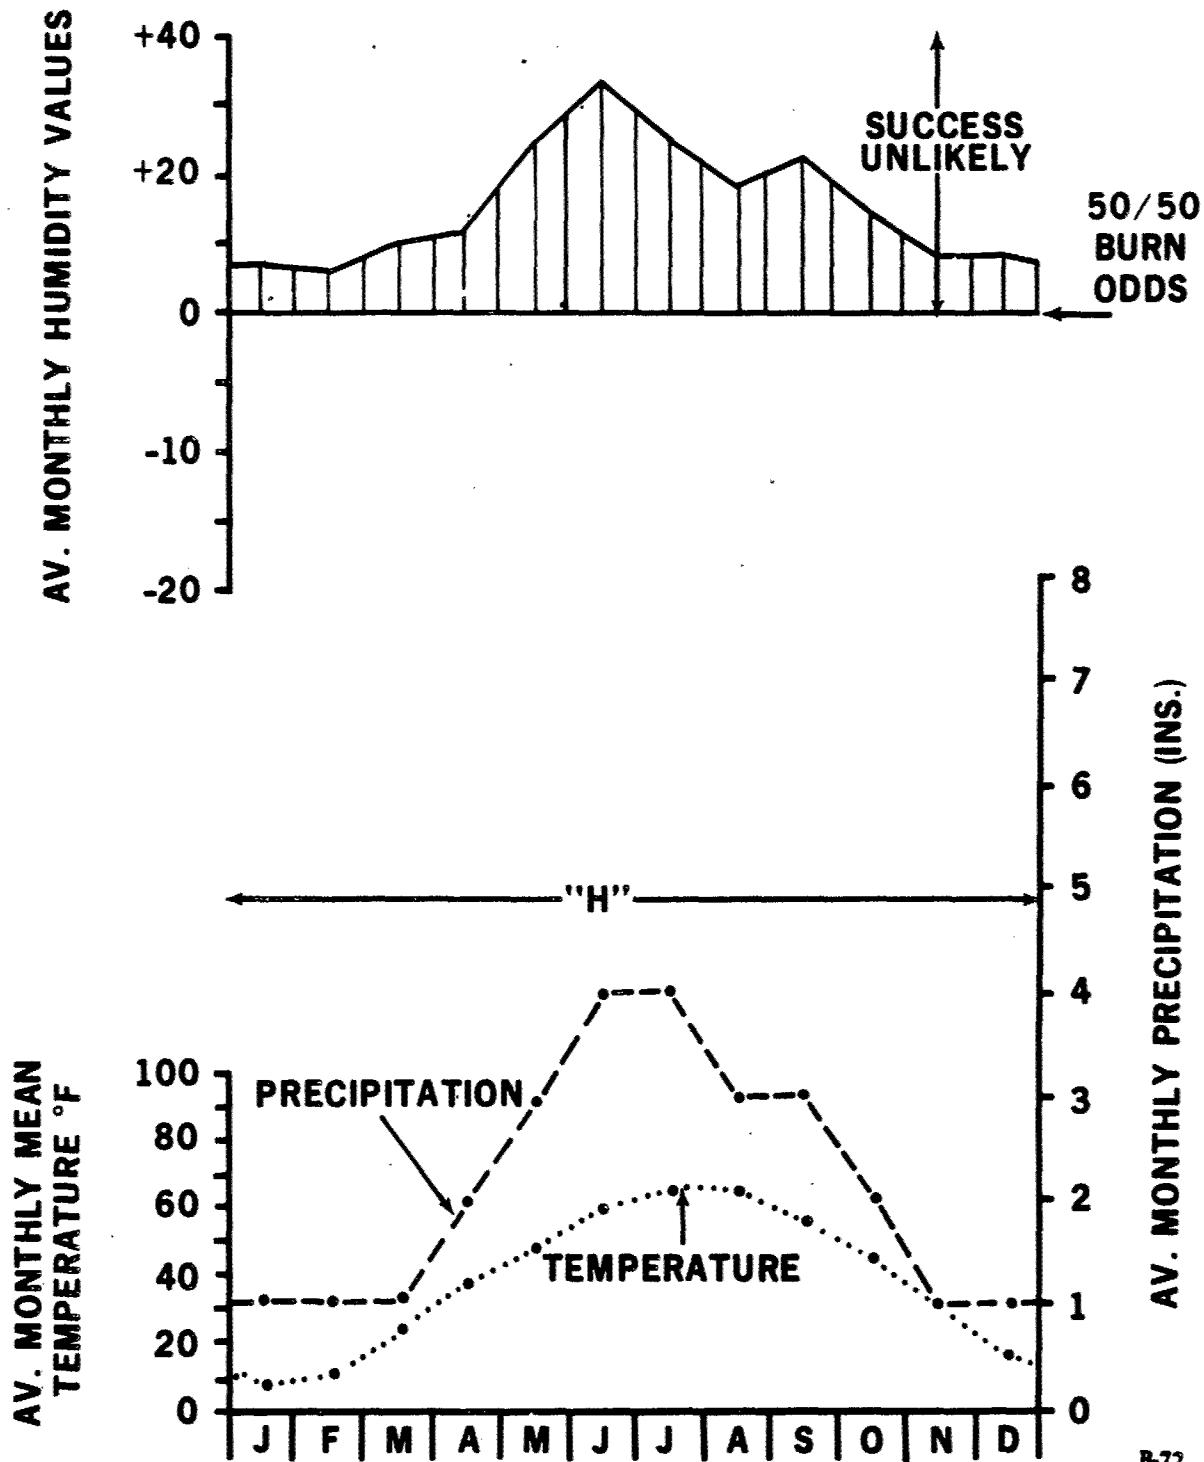 AV. MONTHLY HUMIDITY VALUES
+40
+20
0
-10
-20
SUCCESS
UNLIKELY
50/50
BURN
ODDS
8
7
6
5
4
3
2
1
0
AV. MONTHLY PRECIPITATION (INS.)
"H"
AV. MONTHLY MEAN
TEMPERATURE °F
100
80
60
40
20
0
PRECIPITATION
TEMPERATURE
J F M A M J J A S O N D
B-72